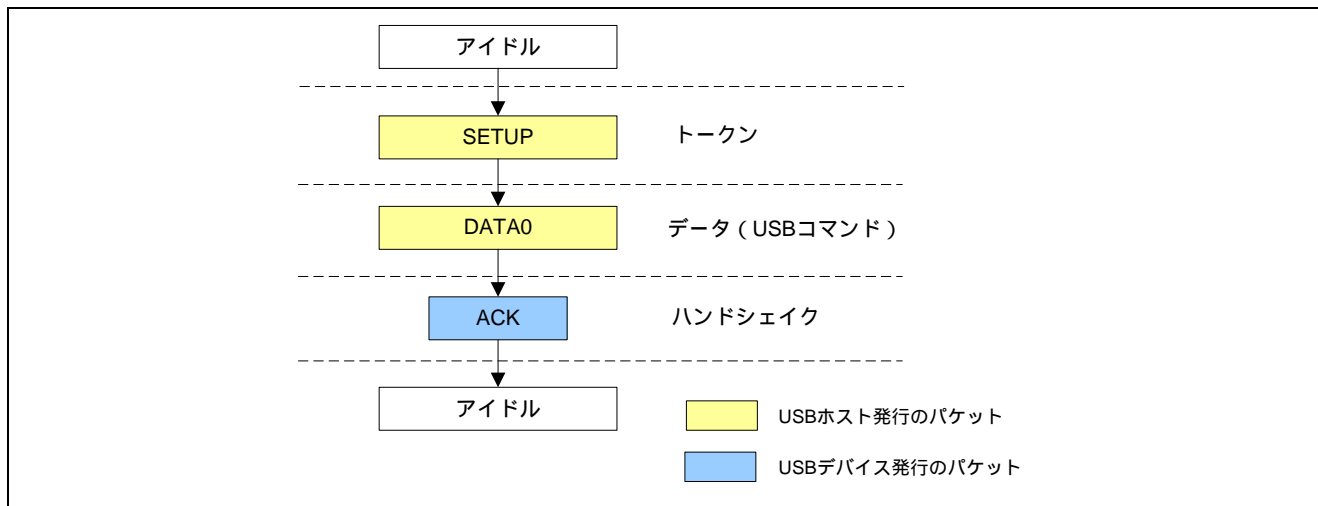 アイドル
SETUP
トークン
DATA0
データ（USBコマンド）
ACK
ハンドシェイク
アイドル
USBホスト発行のパケット
USBデバイス発行のパケット